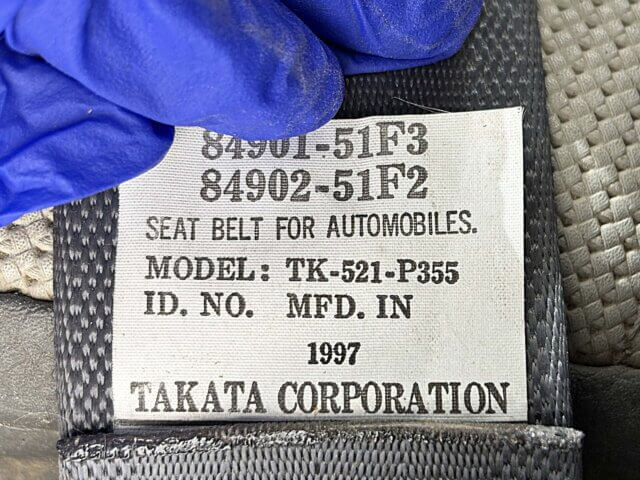 84901-51F3
84902-51F2
SEAT BELT FOR AUTOMOBILES.
MODEL: TK-521-P355
ID. NO. MFD. IN
1997
TAKATA CORPORATION